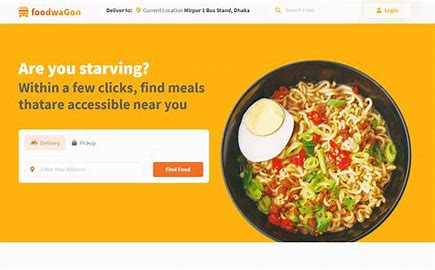 foodwaGon
Deliver to: Current Location Mirpur 1 Bus Stand, Dhaka
Search Food
Login
Are you starving?
Within a few clicks, find meals
thatare accessible near you
Delivery
Pickup
Enter Your Address
Find Food